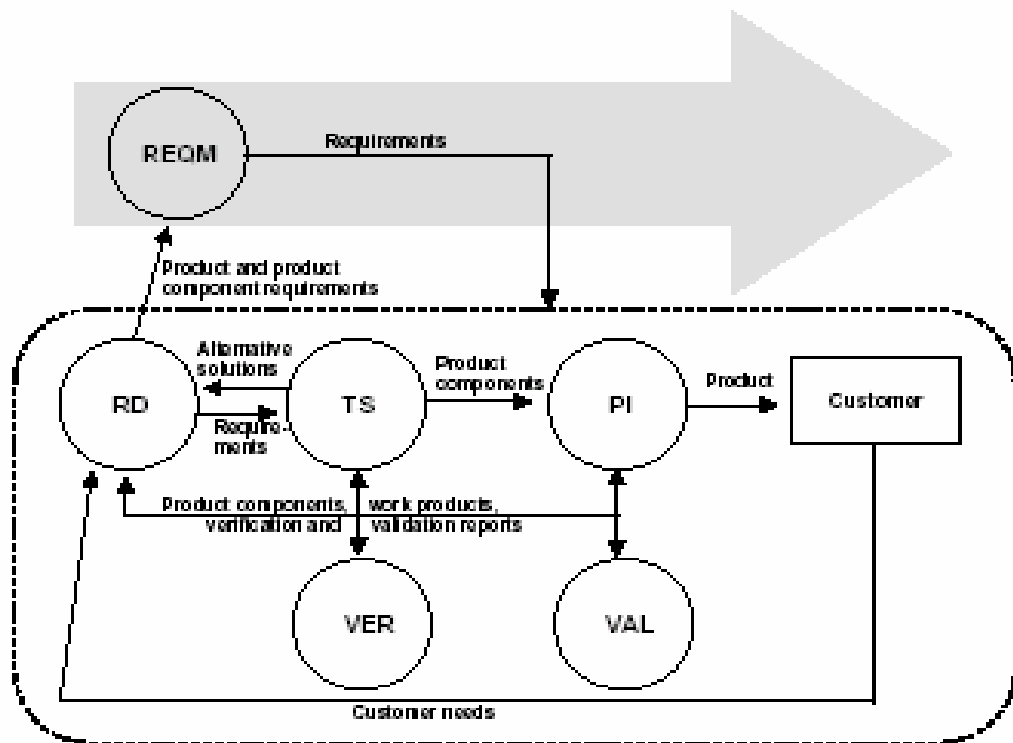 REQM
Requirements
Product and product
component requirements
Alternative
solutions
Product
components
Product
RD
TS
PI
Customer
Require-
ments
Product components, work products,
verification and validation reports
VER
VAL
Customer needs